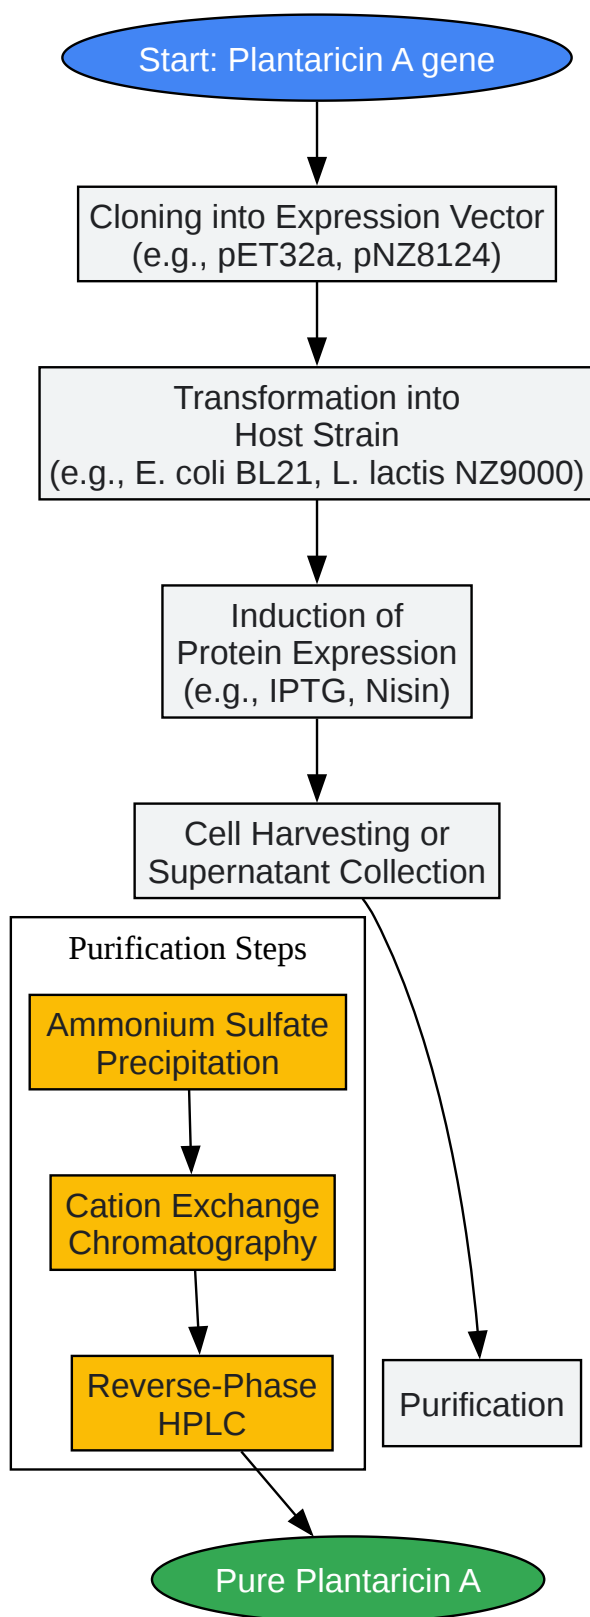 Start: Plantaricin A gene
Cloning into Expression Vector
(e.g., pET32a, pNZ8124)
Transformation into
Host Strain
(e.g., E. coli BL21, L. lactis NZ9000)
Induction of
Protein Expression
(e.g., IPTG, Nisin)
Cell Harvesting or
Supernatant Collection
Purification Steps
Ammonium Sulfate
Precipitation
Cation Exchange
Chromatography
Reverse-Phase
HPLC
Purification
Pure Plantaricin A